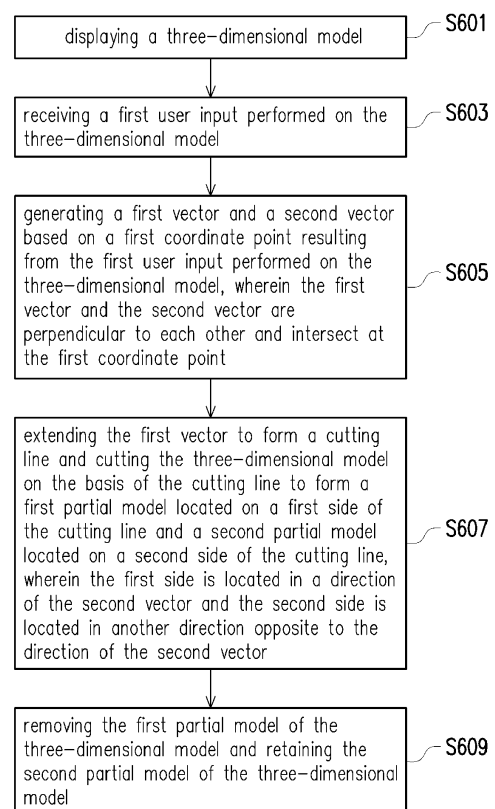 displaying a three-dimensional model
S601
receiving a first user input performed on the
three-dimensional model
S603
generating a first vector and a second vector
based on a first coordinate point resulting
from the first user input performed on the
three-dimensional model, wherein the first
vector and the second vector are
perpendicular to each other and intersect at
the first coordinate point
S605
extending the first vector to form a cutting
line and cutting the three-dimensional model
on the basis of the cutting line to form a
first partial model located on a first side of
the cutting line and a second partial model
located on a second side of the cutting line,
wherein the first side is located in a direction
of the second vector and the second side is
located in another direction opposite to the
direction of the second vector
S607
removing the first partial model of the
three-dimensional model and retaining the
second partial model of the three-dimensional
model
S609